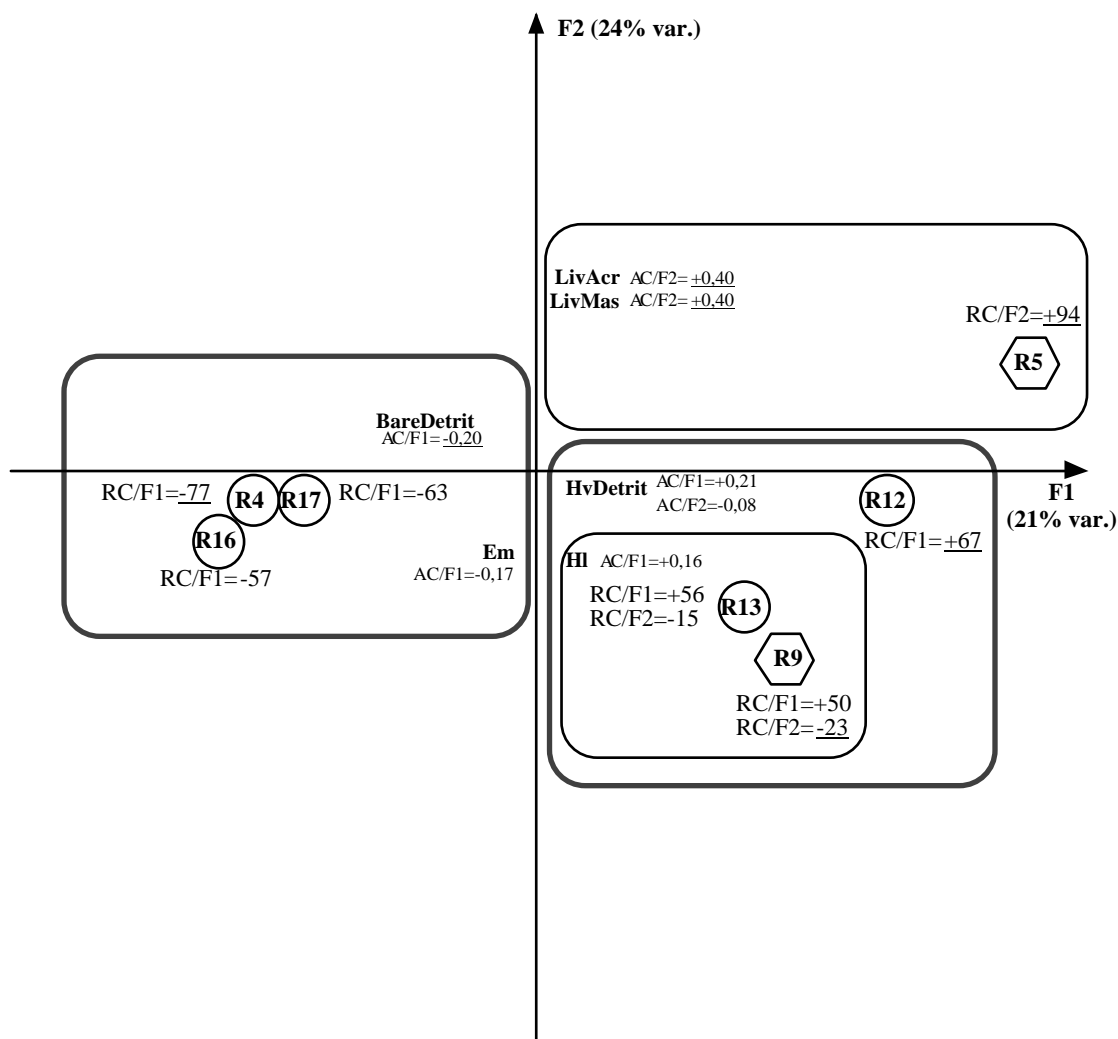 F2 (24% var.)
LivAcr AC/F2= +0,40
LivMas AC/F2= +0,40
RC/F2=+94
R5
BareDetrit
AC/F1= -0,20
RC/F1=-77
R4
R17
RC/F1=-63
R16
RC/F1=-57
Em
AC/F1=-0,17
HvDetrit
AC/F1=+0,21
AC/F2=-0,08
R12
F1
(21% var.)
RC/F1=+67
Hl AC/F1=+0,16
RC/F1=+56
RC/F2=-15
R13
R9
RC/F1=+50
RC/F2=-23